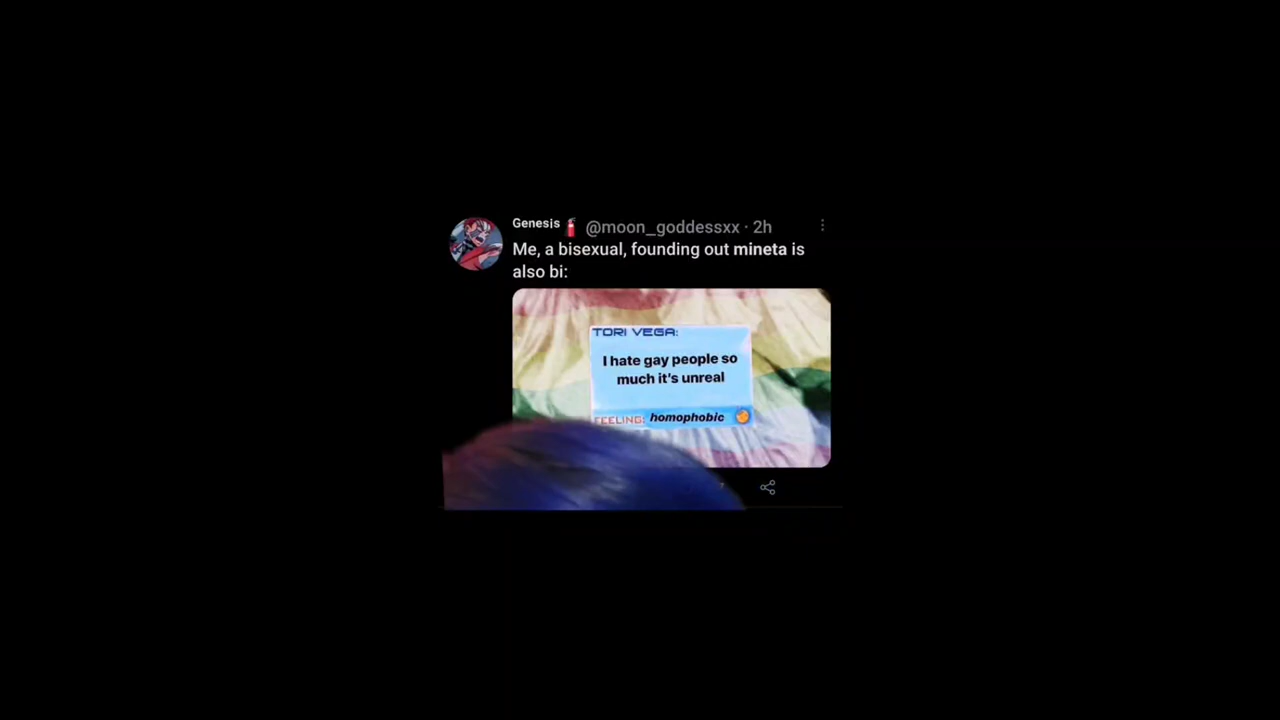 Genesis @moon_goddessxx · 2h
Me, a bisexual, founding out mineta is
also bi:
TORI VEGA:
I hate gay people so
much it's unreal
FEELING: homophobic